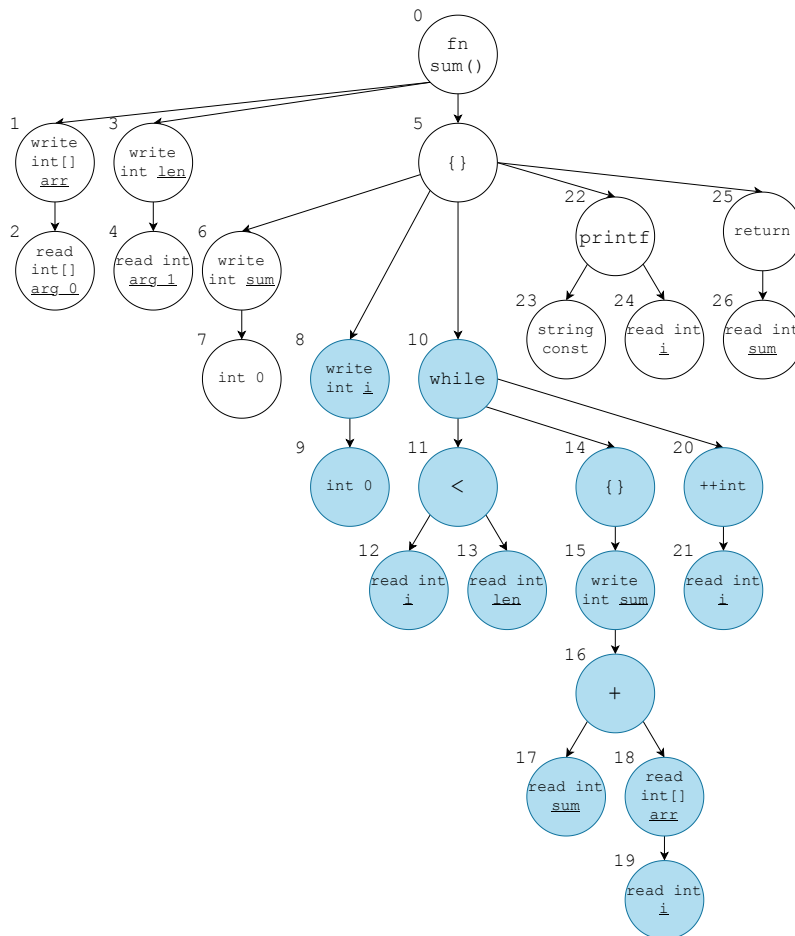 0
fn
sum()
1
write
int[]
arr
3
write
int len
5
{}
2
read
int[]
arg 0
4
read int
arg 1
6
write
int sum
22
printf
25
return
7
int 0
8
write
int i
10
while
23
string
const
24
read int
i
26
read int
sum
9
int 0
11
<
14
{}
20
++int
12
read int
i
13
read int
len
15
write
int sum
21
read int
i
16
+
17
read int
sum
18
read
int[]
arr
19
read int
i